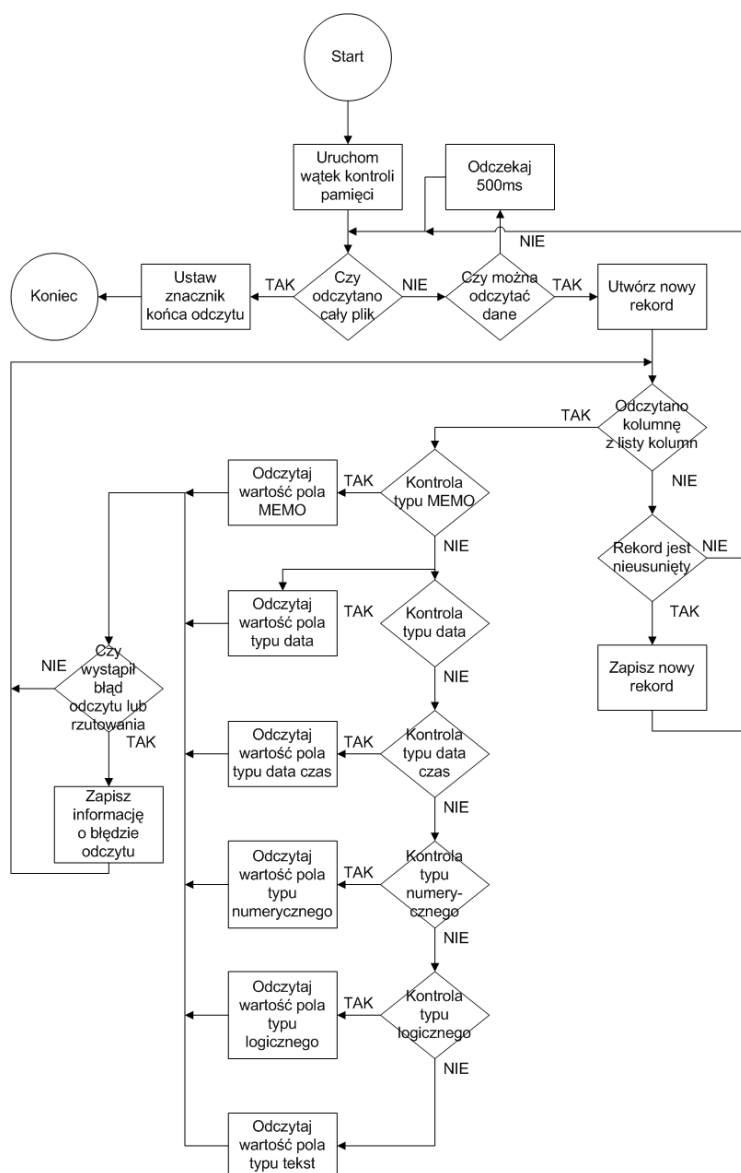 Start
Uruchom
wątek kontroli
pamięci
Odczekaj
500ms
NIE
Koniec
Ustaw
znacznik
końca odczytu
TAK
Czy
odczytano
cały plik
NIE
Czy można
odczytać
dane
TAK
Utwórz nowy
rekord
TAK
Odczytano
kolumnę
z listy kolumn
NIE
Odczytaj
wartość pola
MEMO
TAK
Kontrola
typu MEMO
NIE
Rekord jest
nieusunięty
NIE
TAK
Odczytaj
wartość pola
typu data
TAK
Kontrola
typu data
NIE
Zapisz nowy
rekord
NIE
Czy
wystąpił
błąd
odczytu lub
rzutowania
TAK
Odczytaj
wartość pola
typu data czas
TAK
Kontrola
typu data
czas
NIE
Zapisz
informację
o błędzie
odczytu
Odczytaj
wartość pola
typu
numerycznego
TAK
Kontrola
typu
numery-
cznego
NIE
Odczytaj
wartość pola
typu
logicznego
TAK
Kontrola
typu
logicznego
NIE
Odczytaj
wartość pola
typu tekst